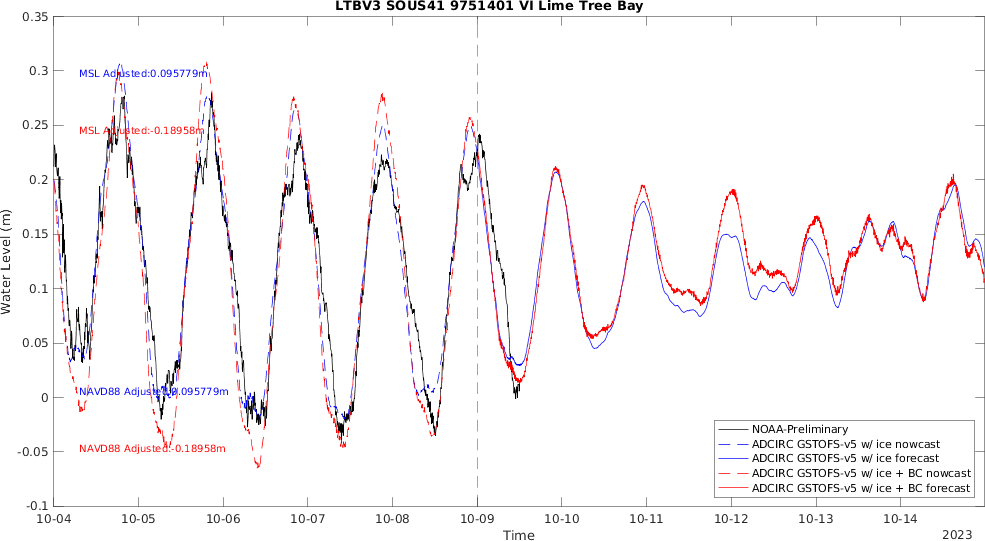 LTBV3 SOUS41 9751401 VI Lime Tree Bay
0.35
0.3
0.25
0.2
0.15
0.1
0.05
0
-0.05
-0.1
Water Level (m)
MSL Adjusted:0.095779m
MSL Adjusted:-0.18958m
NAVD88 Adjusted:0.095779m
NAVD88 Adjusted:-0.18958m
NOAA-Preliminary
ADCIRC GSTOFS-v5 w/ ice nowcast
ADCIRC GSTOFS-v5 w/ ice forecast
ADCIRC GSTOFS-v5 w/ ice + BC nowcast
ADCIRC GSTOFS-v5 w/ ice + BC forecast
10-04 10-05 10-06 10-07 10-08 10-09 10-10 10-11 10-12 10-13 10-14
Time
2023